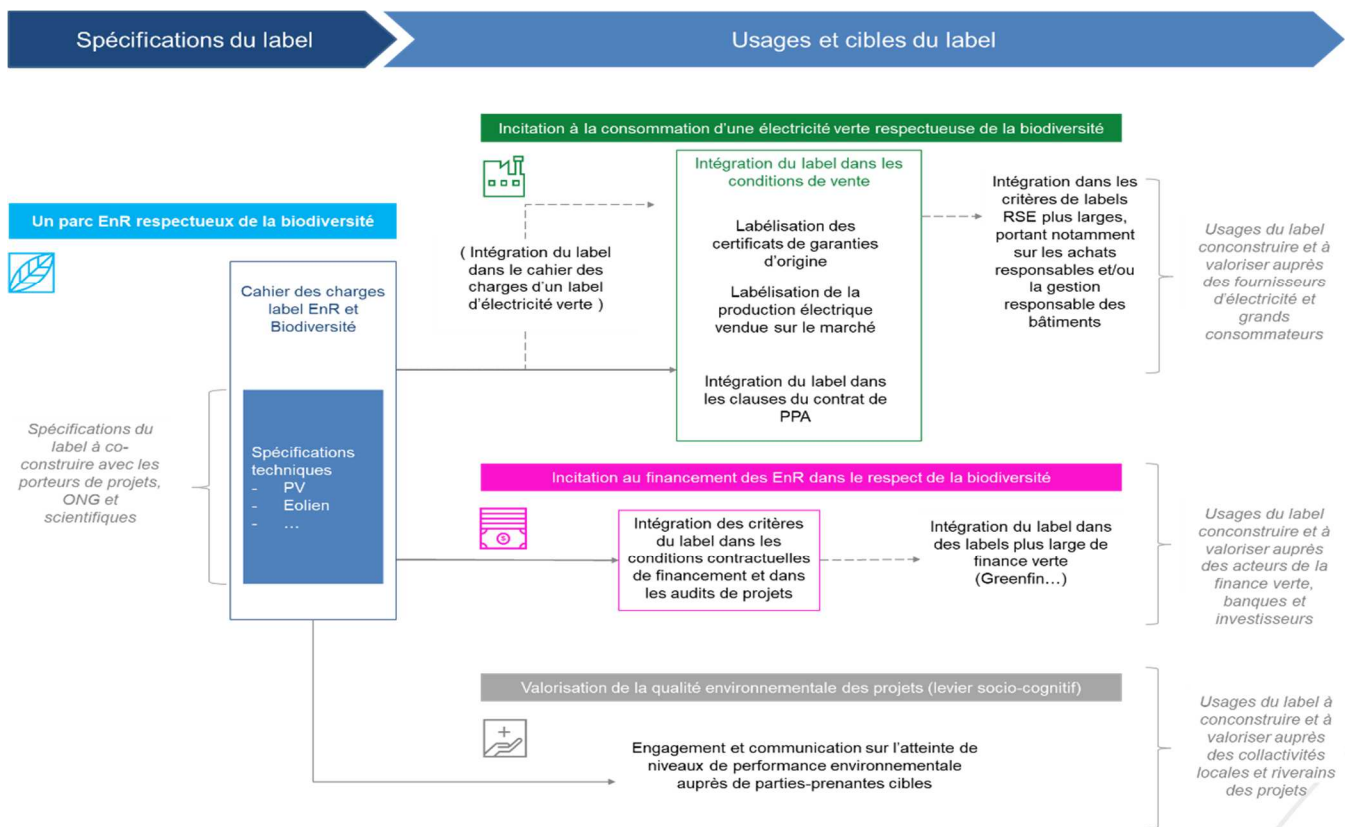 Spécifications du label
Usages et cibles du label
Un parc EnR respectueux de la biodiversité
Cahier des charges
label EnR et
Biodiversité
Spécifications
techniques
- PV
- Eolien
- ...
Spécifications du
label à co-
construire avec les
porteurs de projets,
ONG et
scientifiques
Incitation à la consommation d'une électricité verte respectueuse de la biodiversité
( Intégration du label
dans le cahier des
charges d'un label
d'électricité verte )
Intégration du label dans les
conditions de vente
Labélisation des
certificats de garanties
d'origine
Labélisation de la
production électrique
vendue sur le marché
Intégration du label dans
les clauses du contrat de
PPA
Intégration dans les
critères de labels
RSE plus larges,
portant notamment
sur les achats
responsables et/ou
la gestion
responsable des
bâtiments
Usages du label
conconstruire et à
valoriser auprès
des fournisseurs
d'électricité et
grands
consommateurs
Incitation au financement des EnR dans le respect de la biodiversité
$
Intégration des critères
du label dans les
conditions contractuelles
de financement et dans
les audits de projets
Intégration du label dans
des labels plus large de
finance verte
(Greenfin...)
Usages du label
conconstruire et à
valoriser auprès
des acteurs de la
finance verte,
banques et
investisseurs
Valorisation de la qualité environnementale des projets (levier socio-cognitif)
Engagement et communication sur l'atteinte de
niveaux de performance environnementale
auprès de parties-prenantes cibles
Usages du label à
conconstruire et à
valoriser auprès
des collactivités
locales et riverains
des projets